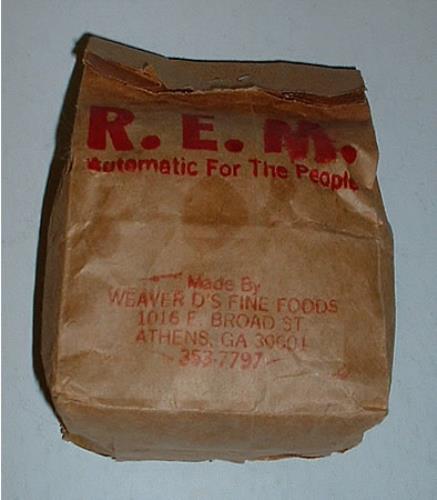 R. E. M.
Automatic For The People
Made By
WEAVER D'S FINE FOODS
1016 E. BROAD ST
ATHENS, GA 30601
353-7797